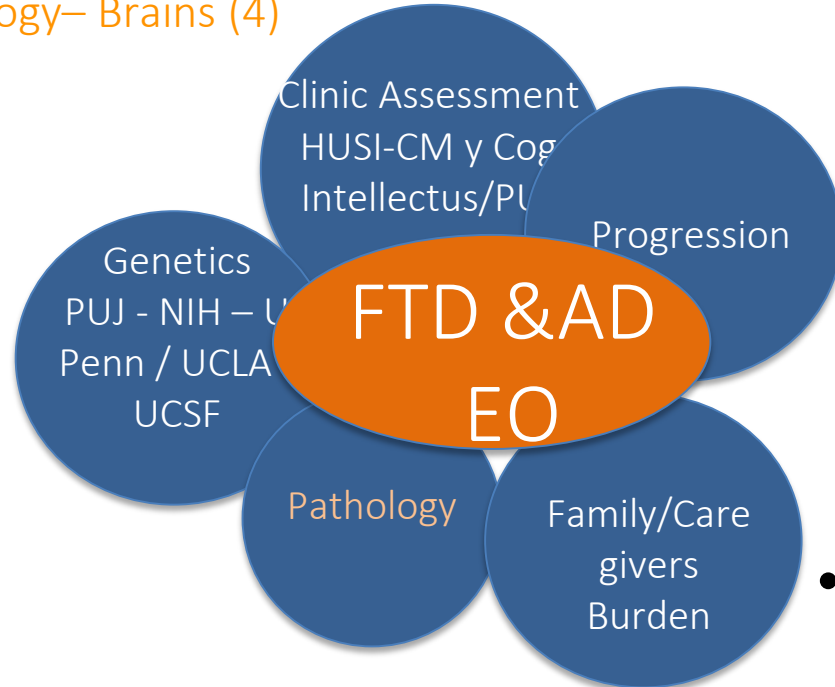 ogy– Brains (4)
Clinic Assessment
HUSI-CM y Cog
Intellectus/PU
Progression
Genetics
PUJ - NIH – U
Penn / UCLA
UCSF
FTD &AD
EO
Pathology
Family/Care
givers
Burden
•